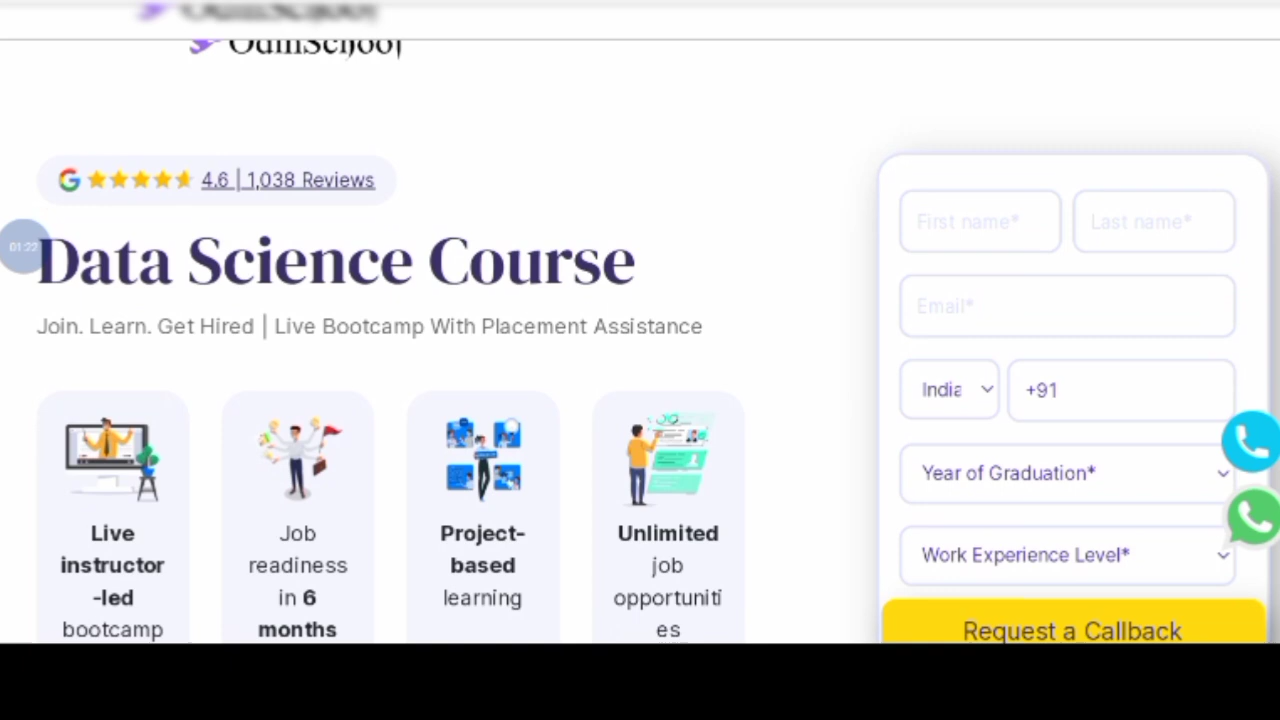 OdinSchool
4.6 | 1,038 Reviews
01:22
Data Science Course
Join. Learn. Get Hired | Live Bootcamp With Placement Assistance
Live
instructor
-led
bootcamp
Job
readiness
in 6
months
Project-
based
learning
Unlimited
job
opportuniti
es
First name*
Last name*
Email*
India
+91
Year of Graduation*
Work Experience Level*
Request a Callback